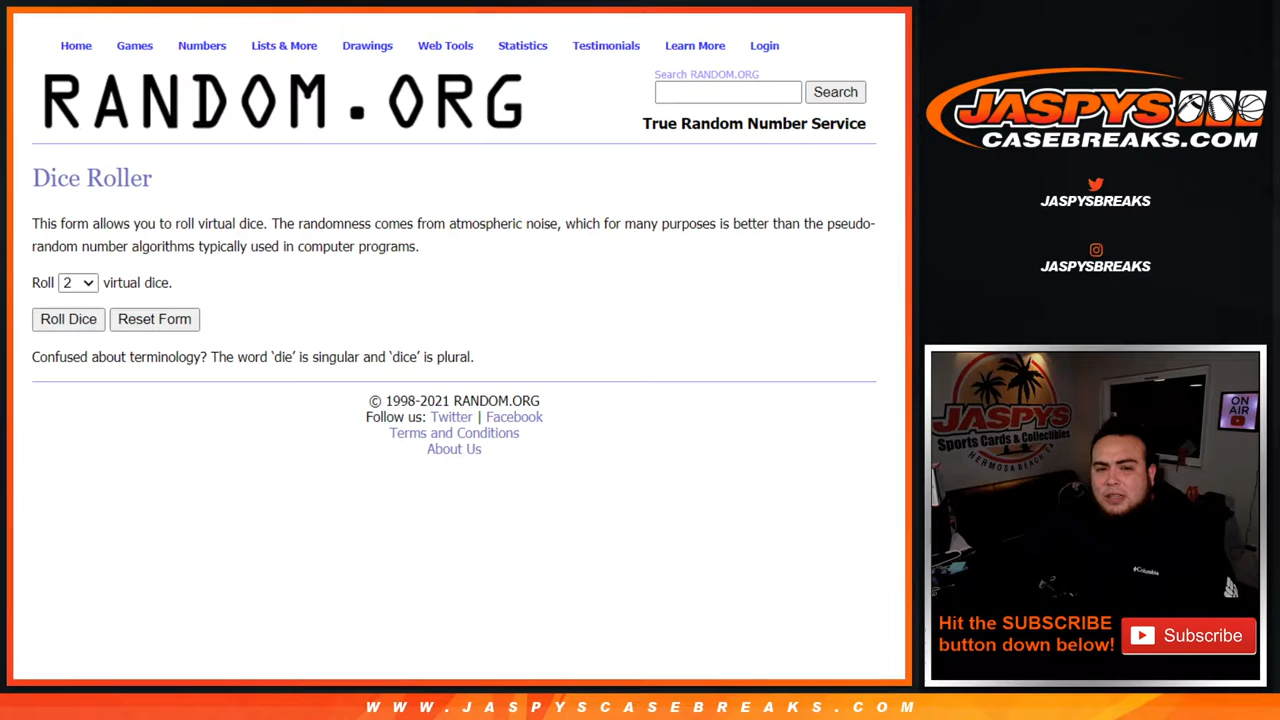 Home Games Numbers Lists & More Drawings Web Tools Statistics Testimonials Learn More Login
RANDOM.ORG
Search RANDOM.ORG
Search
True Random Number Service
Dice Roller
This form allows you to roll virtual dice. The randomness comes from atmospheric noise, which for many purposes is better than the pseudo-
random number algorithms typically used in computer programs.
Roll 2 virtual dice.
Roll Dice Reset Form
Confused about terminology? The word ‘die’ is singular and ‘dice’ is plural.
© 1998-2021 RANDOM.ORG
Follow us: Twitter | Facebook
Terms and Conditions
About Us
JASPYS
CASEBREAKS.COM
JASPYSBREAKS
JASPYSBREAKS
JASPYS
Sports Cards & Collectibles
HERMOSA BEACH, CA
ON
AIR
Columbia
Hit the SUBSCRIBE
button down below!
Subscribe
WWW.JASPYSCASEBREAKS.COM